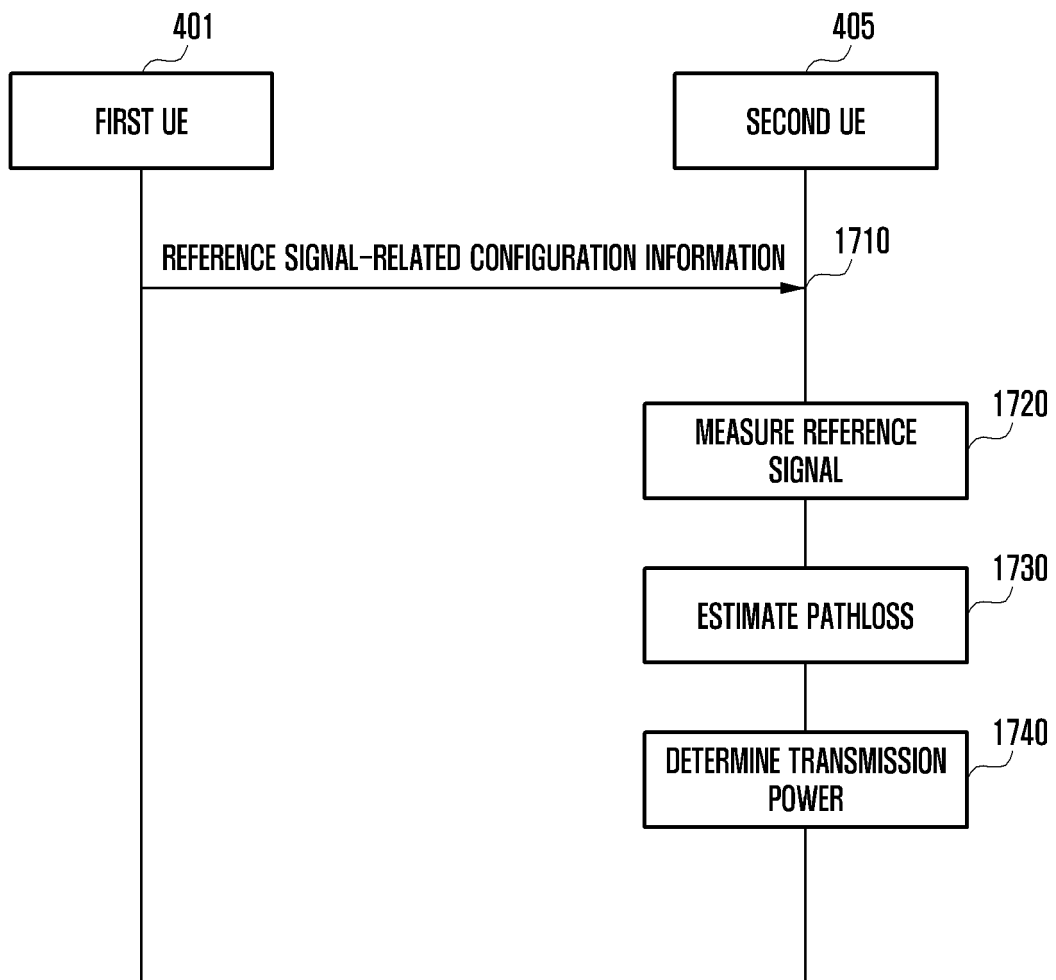 401
405
FIRST UE
SECOND UE
REFERENCE SIGNAL-RELATED CONFIGURATION INFORMATION
1710
1720
MEASURE REFERENCE
SIGNAL
1730
ESTIMATE PATHLOSS
1740
DETERMINE TRANSMISSION
POWER